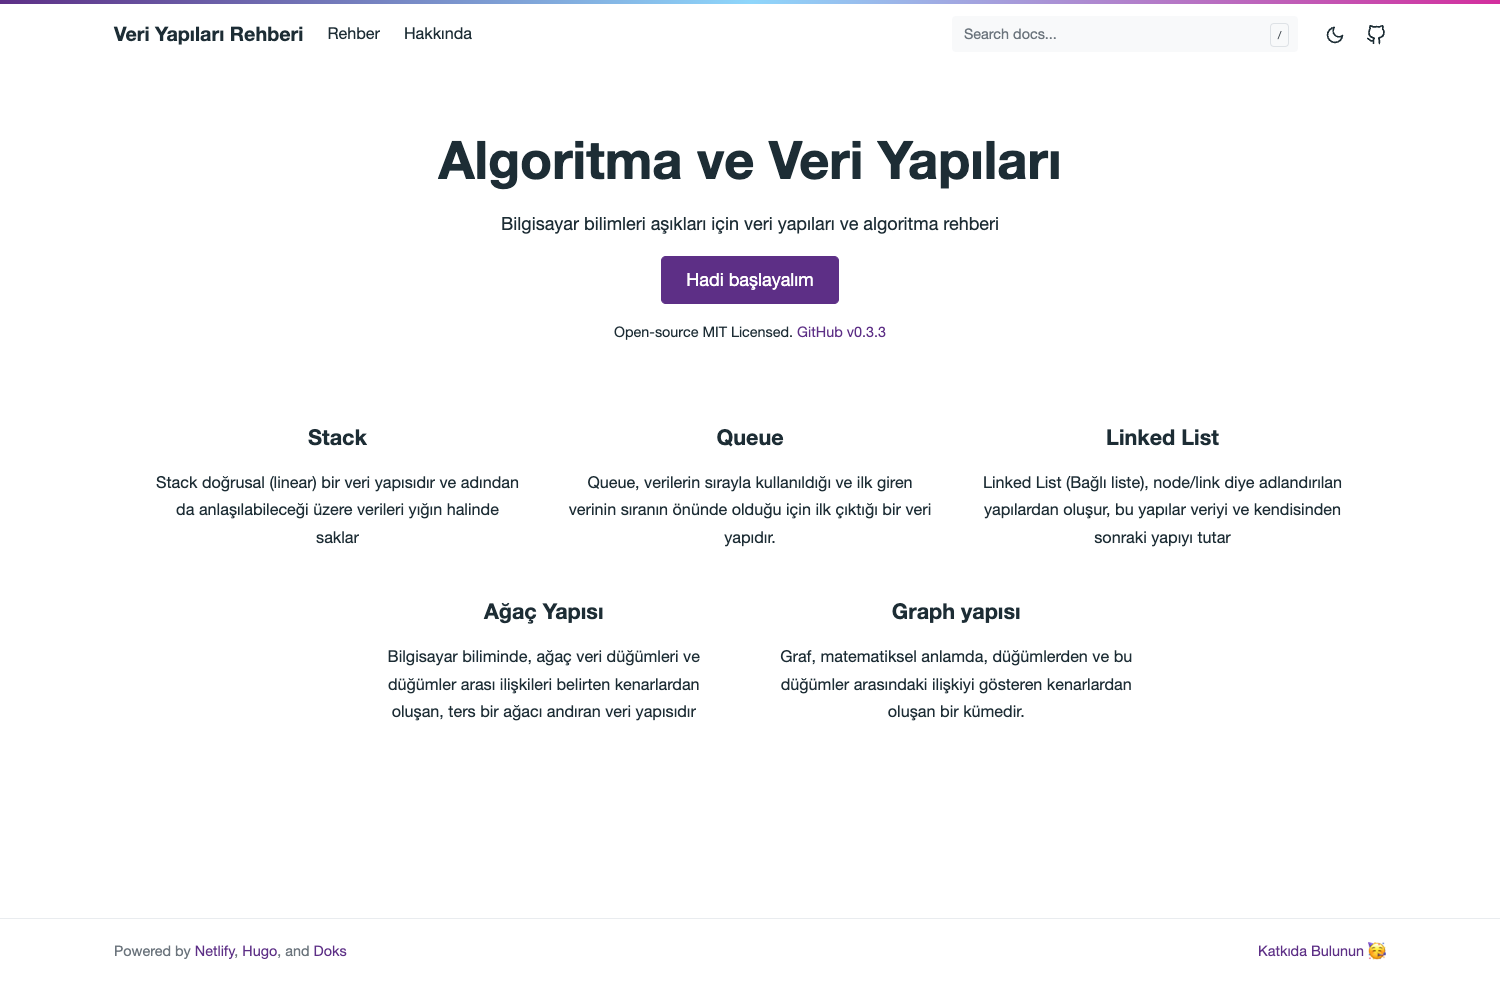 Veri Yapıları Rehberi Rehber Hakkında Search docs... /
Algoritma ve Veri Yapıları
Bilgisayar bilimleri aşıkları için veri yapıları ve algoritma rehberi
Hadi başlayalım
Open-source MIT Licensed. GitHub v0.3.3
Stack
Stack doğrusal (linear) bir veri yapısıdır ve adından
da anlaşılabileceği üzere verileri yığın halinde
saklar
Queue
Queue, verilerin sırayla kullanıldığı ve ilk giren
verinin sıranın önünde olduğu için ilk çıktığı bir veri
yapıdır.
Linked List
Linked List (Bağlı liste), node/link diye adlandırılan
yapılardan oluşur, bu yapılar veriyi ve kendisinden
sonraki yapıyı tutar
Ağaç Yapısı
Bilgisayar biliminde, ağaç veri düğümleri ve
düğümler arası ilişkileri belirten kenarlardan
oluşan, ters bir ağacı andıran veri yapısıdır
Graph yapısı
Graf, matematiksel anlamda, düğümlerden ve bu
düğümler arasındaki ilişkiyi gösteren kenarlardan
oluşan bir kümedir.
Powered by Netlify, Hugo, and Doks
Katkıda Bulunun 🥳